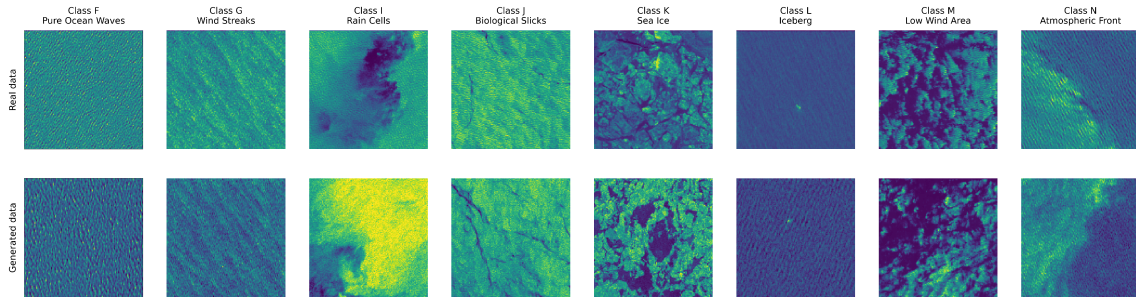 Class F
Pure Ocean Waves
Class G
Wind Streaks
Class I
Rain Cells
Class J
Biological Slicks
Class K
Sea Ice
Class L
Iceberg
Class M
Low Wind Area
Class N
Atmospheric Front
Real data
Generated data